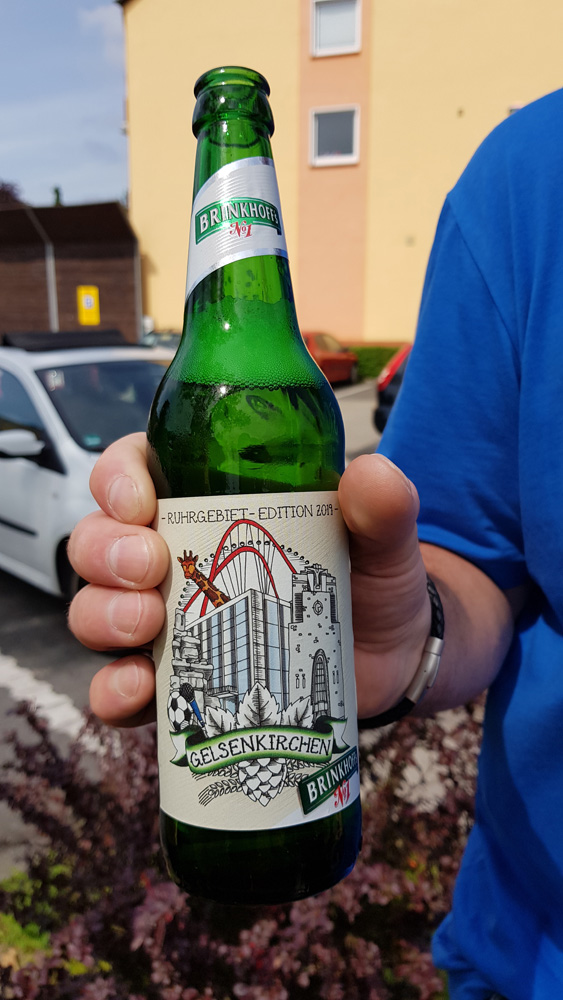 BRINKHOFF'S
No1
- RUHRGEBIET - EDITION 2019 -
GELSENKIRCHEN
BRINKHOFF'S
No1